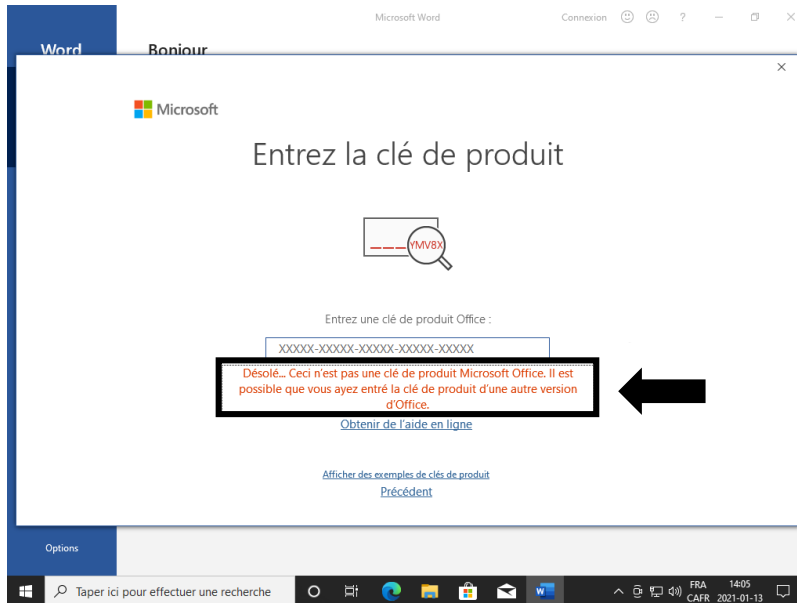 Microsoft Word
Connexion
?
Word
Bonjour
Microsoft
Entrez la clé de produit
___YMV8X
Entrez une clé de produit Office :
XXXXX-XXXXX-XXXXX-XXXXX-XXXXX
Désolé... Ceci n'est pas une clé de produit Microsoft Office. Il est
possible que vous ayez entré la clé de produit d'une autre version
d'Office.
Obtenir de l'aide en ligne
Afficher des exemples de clés de produit
Précédent
Options
Taper ici pour effectuer une recherche
FRA
CAFR
14:05
2021-01-13